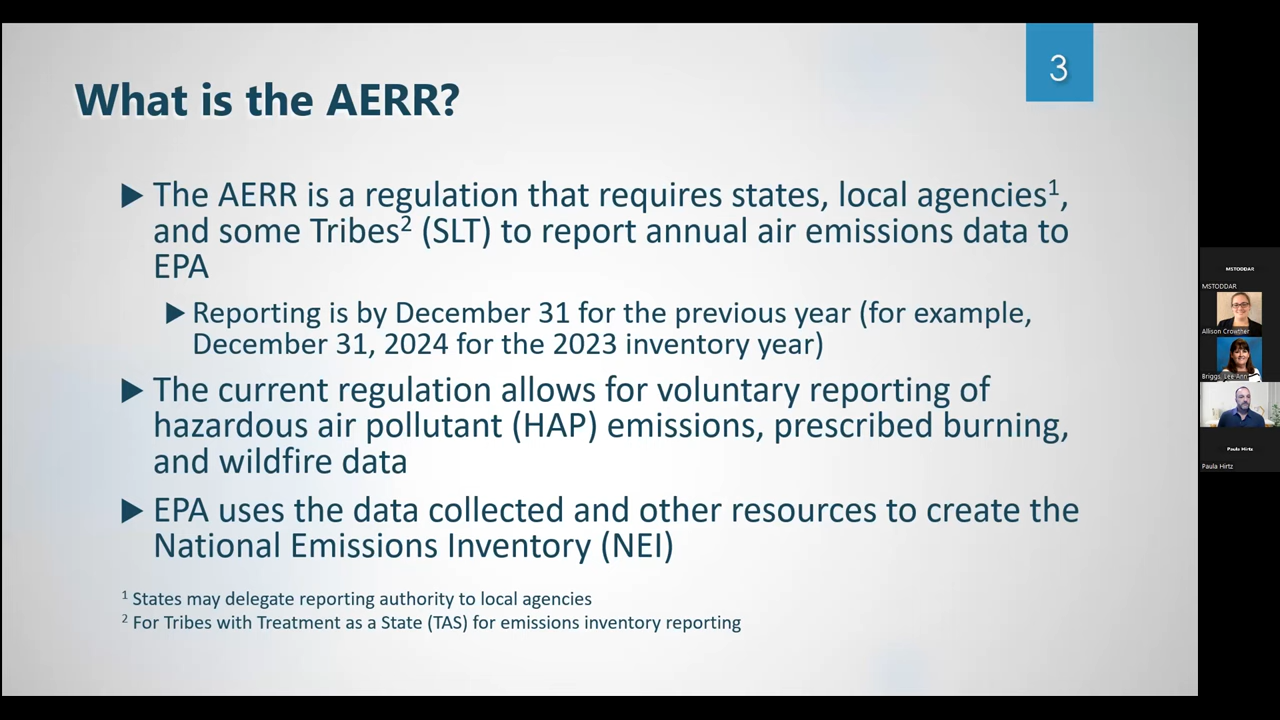 3
What is the AERR?
▶ The AERR is a regulation that requires states, local agencies¹,
and some Tribes² (SLT) to report annual air emissions data to
EPA
▶ Reporting is by December 31 for the previous year (for example,
December 31, 2024 for the 2023 inventory year)
▶ The current regulation allows for voluntary reporting of
hazardous air pollutant (HAP) emissions, prescribed burning,
and wildfire data
▶ EPA uses the data collected and other resources to create the
National Emissions Inventory (NEI)
¹ States may delegate reporting authority to local agencies
² For Tribes with Treatment as a State (TAS) for emissions inventory reporting
MSTODDAR
MSTODDAR
Allison Crowther
Briggs, Lee Ann
Paula Hirtz
Paula Hirtz